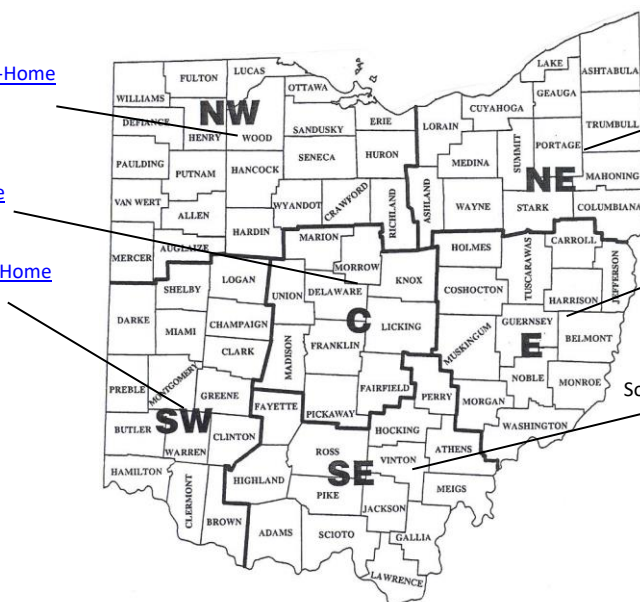 -Home
e
Home
So
LAKE
ASHTABULA
LUCAS
FULTON
WILLIAMS
OTTAWA
GEAUGA
CUYAHOGA
NW
DEFIANCE
HENRY
WOOD
SANDUSKY
ERIE
LORAIN
TRUMBULL
PORTAGE
SUMMIT
MEDINA
PAULDING
PUTNAM
HANCOCK
SENECA
HURON
NE
MAHONING
VAN WERT
ALLEN
WYANDOT
CRAWFORD
RICHLAND
ASHLAND
WAYNE
STARK
COLUMBIANA
HARDIN
MARION
MERCER
AUGLAIZE
MORROW
HOLMES
CARROLL
TUSCARAWAS
JEFFERSON
SHELBY
LOGAN
UNION
DELAWARE
KNOX
COSHOCTON
HARRISON
DARKE
MIAMI
CHAMPAIGN
C
LICKING
GUERNSEY
E
BELMONT
CLARK
MADISON
FRANKLIN
MUSKINGUM
PREBLE
MONTGOMERY
GREENE
FAIRFIELD
PERRY
NOBLE
MONROE
MORGAN
FAYETTE
PICKAWAY
SW
BUTLER
WARREN
CLINTON
HOCKING
WASHINGTON
ATHENS
ROSS
VINTON
SE
HAMILTON
CLERMONT
HIGHLAND
PIKE
MEIGS
JACKSON
BROWN
ADAMS
SCIOTO
GALLIA
LAWRENCE